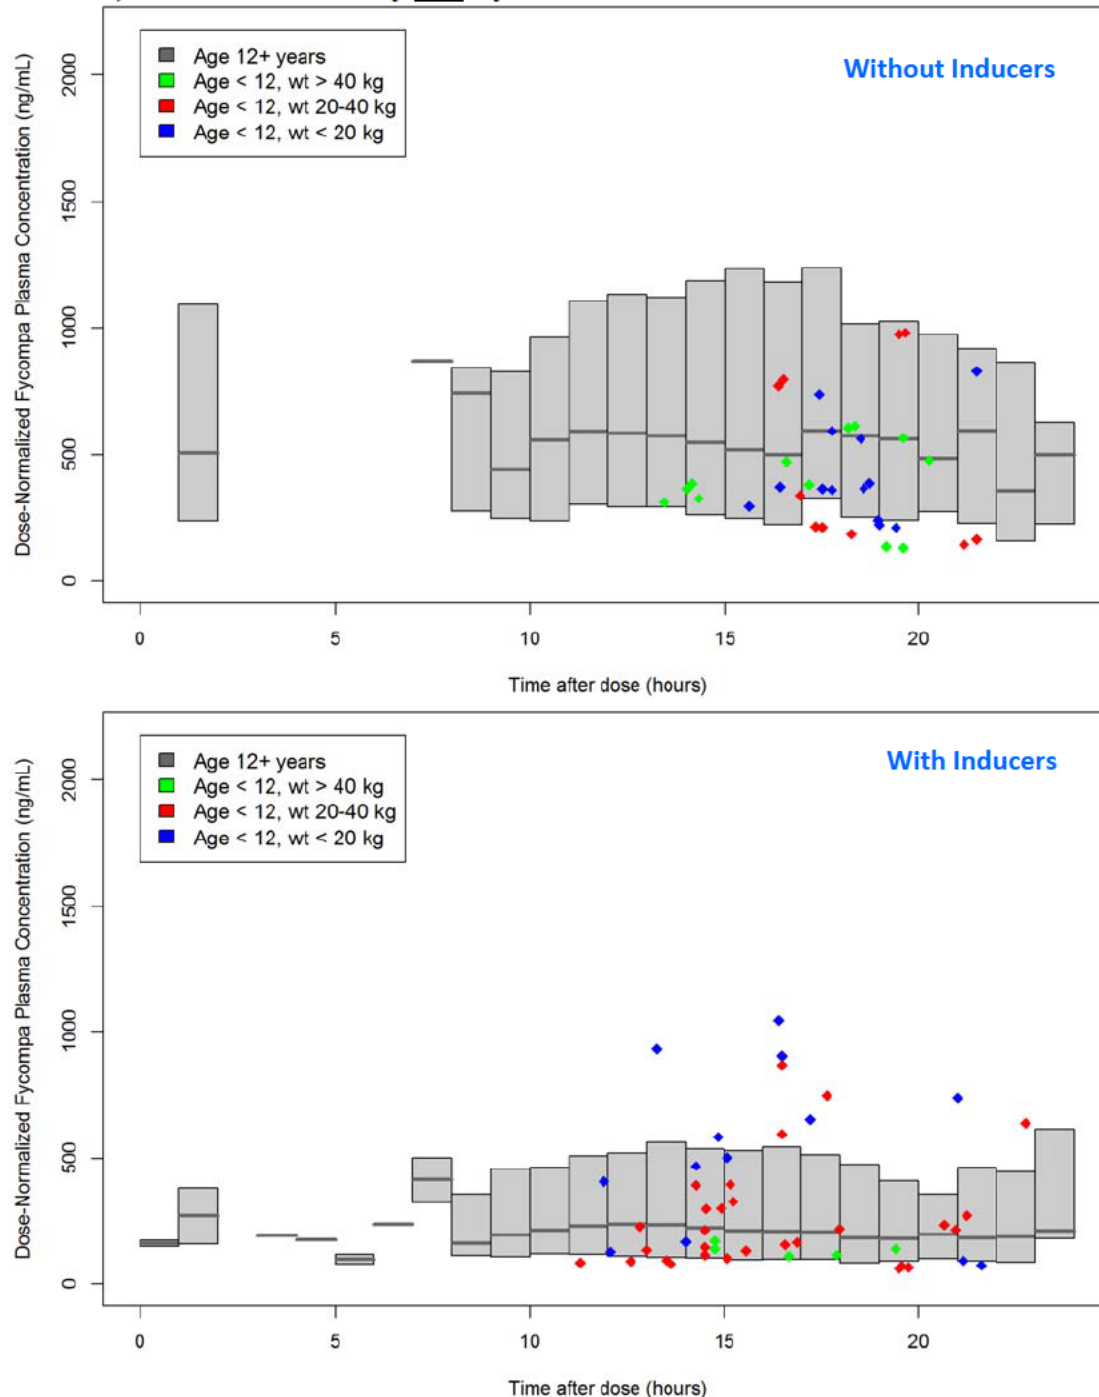 Dose-Normalized Fycompa Plasma Concentration (ng/mL)
2000
1500
1000
500
0
Age 12+ years
Age < 12, wt > 40 kg
Age < 12, wt 20-40 kg
Age < 12, wt < 20 kg
Without Inducers
0 5 10 15 20
Time after dose (hours)
Dose-Normalized Fycompa Plasma Concentration (ng/mL)
2000
1500
1000
500
0
Age 12+ years
Age < 12, wt > 40 kg
Age < 12, wt 20-40 kg
Age < 12, wt < 20 kg
With Inducers
0 5 10 15 20
Time after dose (hours)